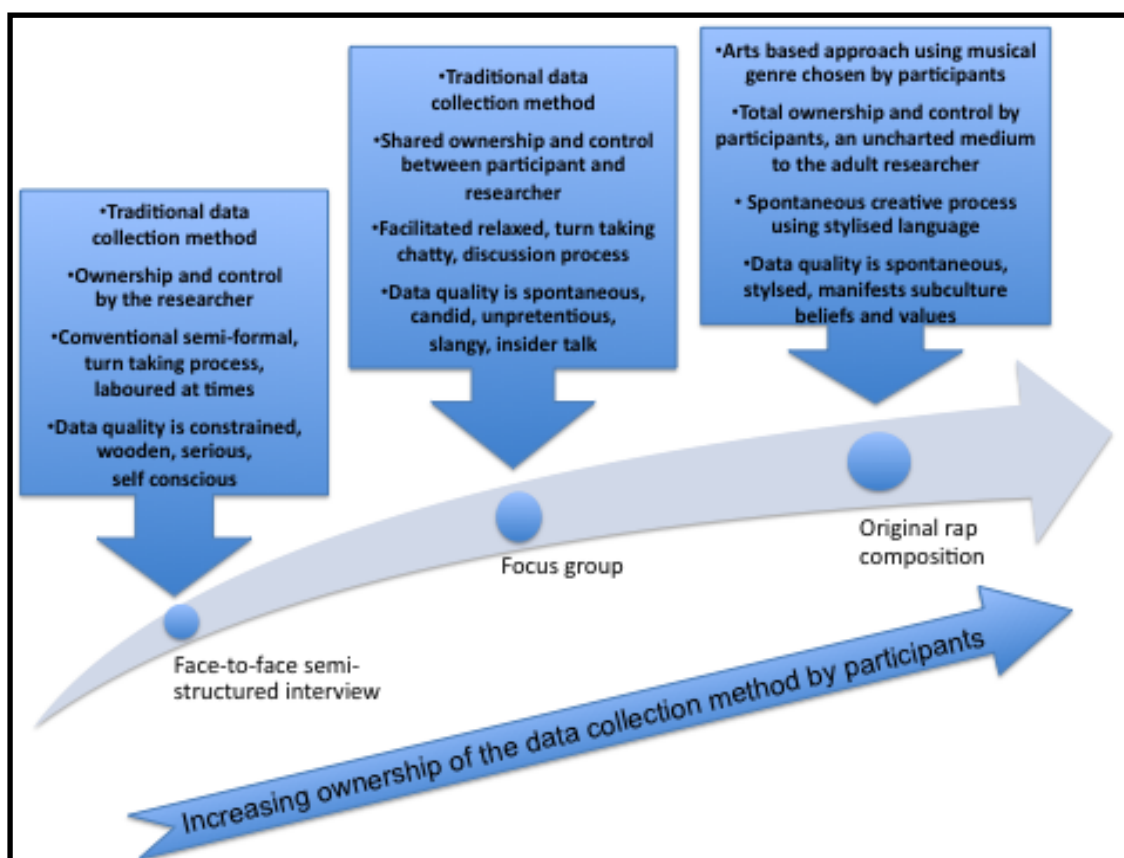 •Traditional data
collection method
•Ownership and control
by the researcher
•Conventional semi-formal,
turn taking process,
laboured at times
•Data quality is constrained,
wooden, serious,
self conscious
•Traditional data
collection method
•Shared ownership and control
between participant and
researcher
•Facilitated relaxed, turn taking
chatty, discussion process
•Data quality is spontaneous,
candid, unpretentious,
slangy, insider talk
•Arts based approach using musical
genre chosen by participants
•Total ownership and control by
participants, an uncharted medium
to the adult researcher
• Spontaneous creative process
using stylised language
•Data quality is spontaneous,
stylsed, manifests subculture
beliefs and values
Face-to-face semi-
structured interview
Focus group
Original rap
composition
Increasing ownership of the data collection method by participants